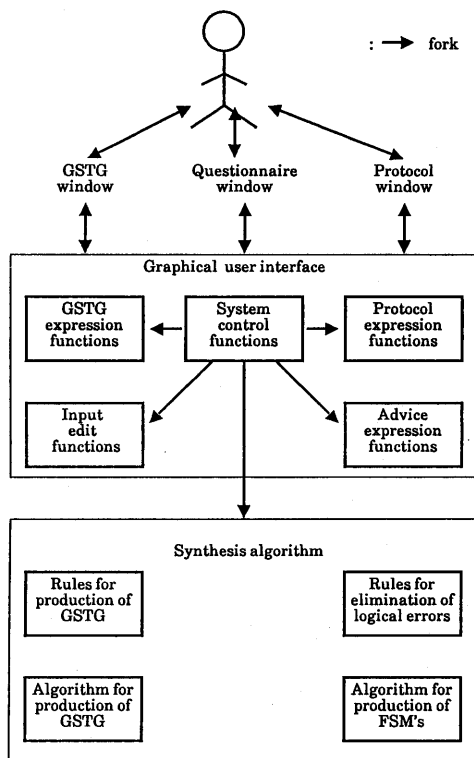 : → fork
GSTG
window
Questionnaire
window
Protocol
window
Graphical user interface
GSTG
expression
functions
System
control
functions
Protocol
expression
functions
Input
edit
functions
Advice
expression
functions
Synthesis algorithm
Rules for
production of
GSTG
Rules for
elimination of
logical errors
Algorithm for
production of
GSTG
Algorithm for
production of
FSM's